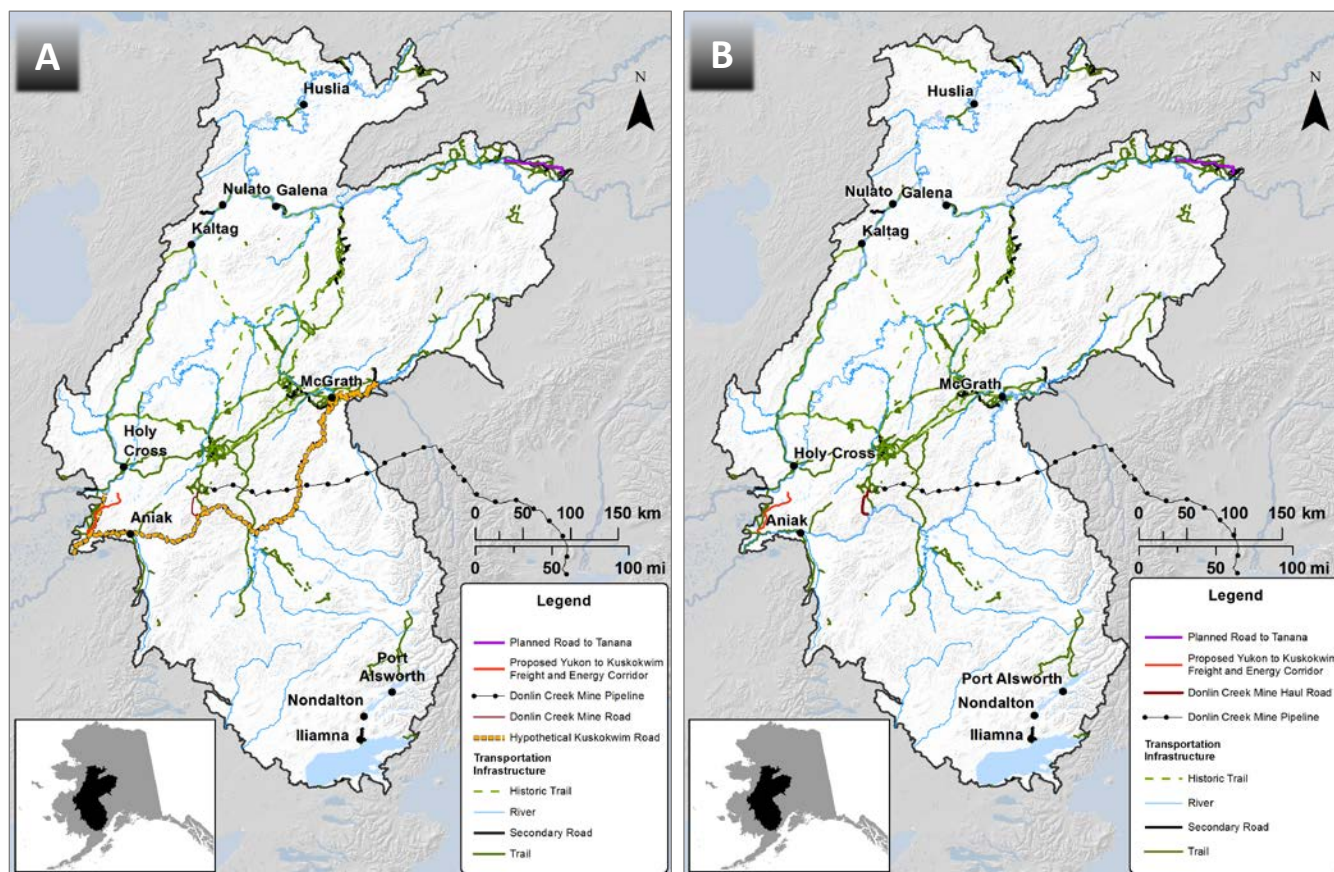 A
N
Huslia
Nulato Galena
Kaltag
McGrath
Holy
Cross
Aniak
Port
Alsworth
Nondalton
Iliamna
0 50 100 150 km
0 50 100 mi
Legend
Planned Road to Tanana
Proposed Yukon to Kuskokwim
Freight and Energy Corridor
Donlin Creek Mine Pipeline
Donlin Creek Mine Road
Hypothetical Kuskokwim Road
Transportation
Infrastructure
Historic Trail
River
Secondary Road
Trail
B
N
Huslia
Nulato Galena
Kaltag
McGrath
Holy Cross
Aniak
Port Alsworth
Nondalton
Iliamna
0 50 100 150 km
0 50 100 mi
Legend
Planned Road to Tanana
Proposed Yukon to Kuskokwim
Freight and Energy Corridor
Donlin Creek Mine Haul Road
Donlin Creek Mine Pipeline
Transportation
Infrastructure
Historic Trail
River
Secondary Road
Trail